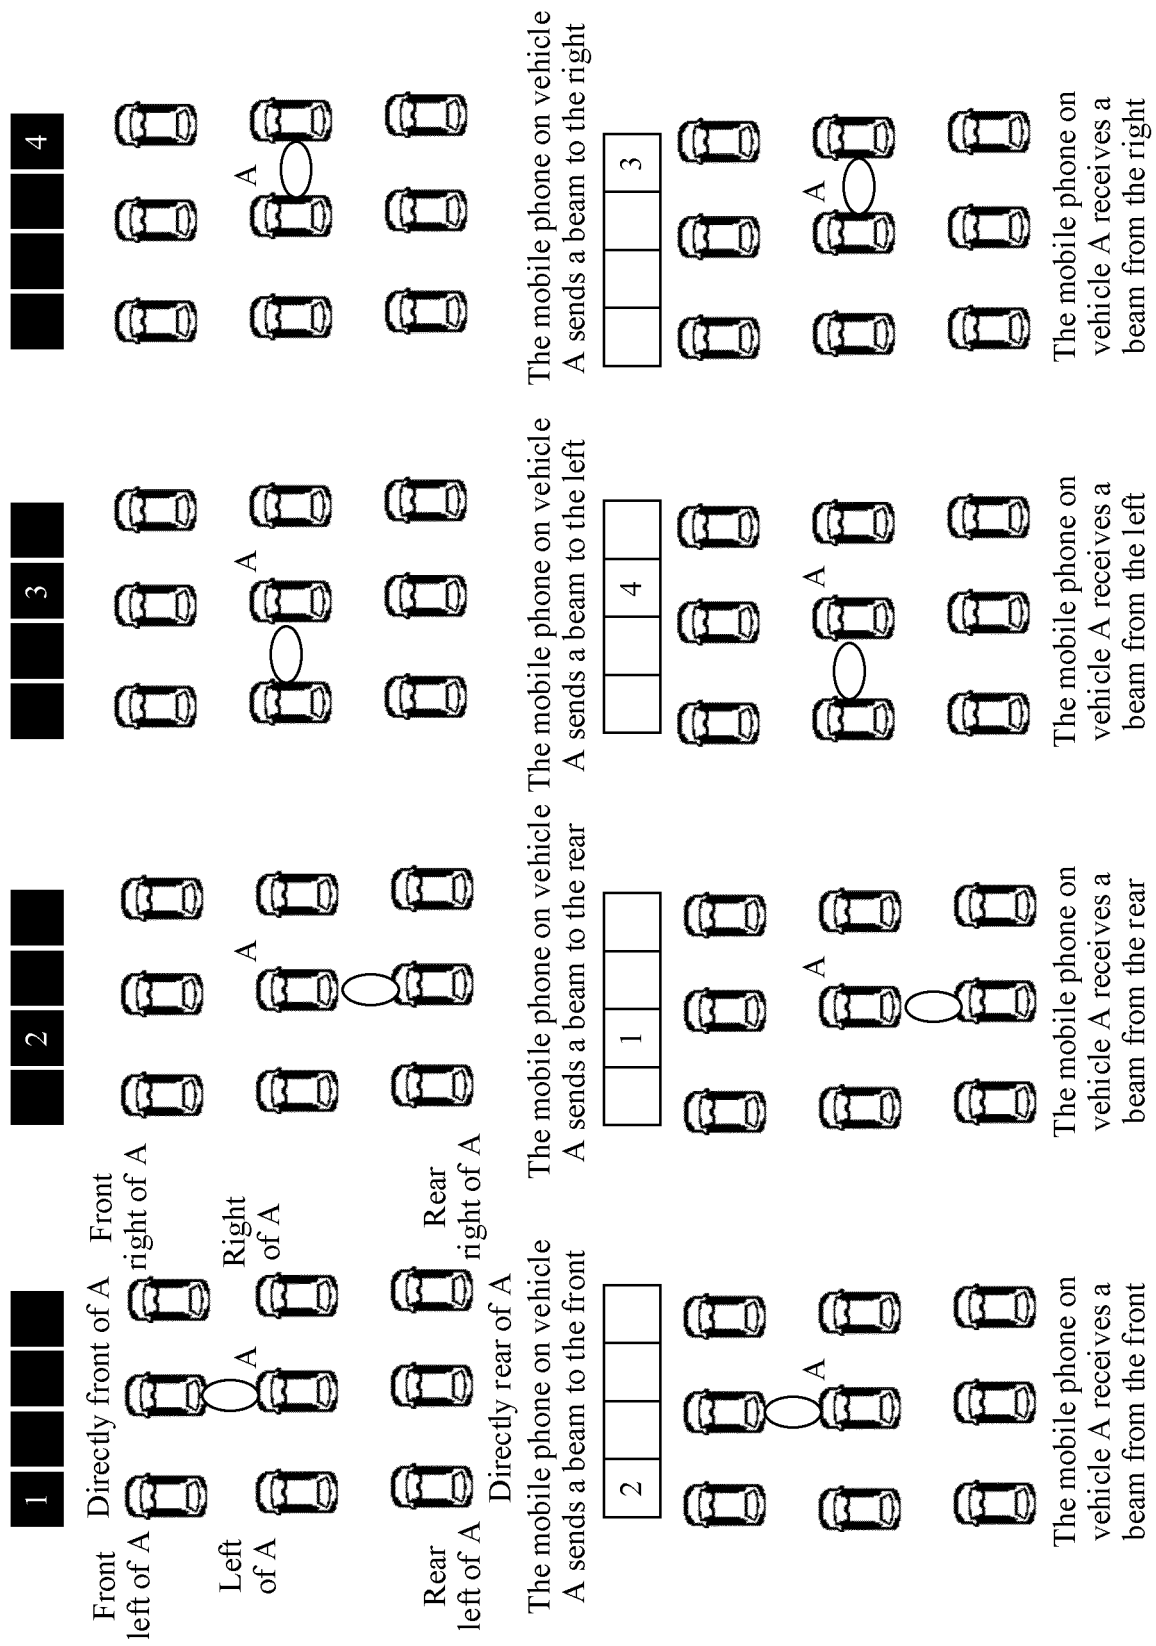 1
2
3
4
Front
left of A
Directly front of A
Front
right of A
A
A
A
A
Left
of A
Right
of A
Rear
left of A
Directly rear of A
Rear
right of A
The mobile phone on vehicle
A sends a beam to the front
The mobile phone on vehicle
A sends a beam to the rear
The mobile phone on vehicle
A sends a beam to the left
The mobile phone on vehicle
A sends a beam to the right
2
1
4
3
A
A
A
A
The mobile phone on
vehicle A receives a
beam from the front
The mobile phone on
vehicle A receives a
beam from the rear
The mobile phone on
vehicle A receives a
beam from the left
The mobile phone on
vehicle A receives a
beam from the right